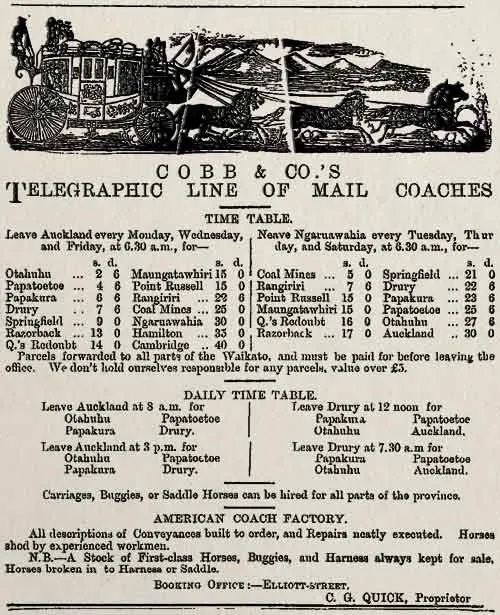 COBB & CO.'S
TELEGRAPHIC LINE OF MAIL COACHES
TIME TABLE.
Leave Auckland every Monday, Wednesday,
and Friday, at 6.30 a.m., for—
s. d. s. d.
Otahuhu ... 2 6 Maungatawhiri 15 0
Papatoetoe ... 4 6 Point Russell 15 0
Papakura ... 6 6 Rangiriri ... 22 6
Drury .. 7 6 Coal Mines ... 25 0
Springfield ... 9 0 Ngaruawahia 30 0
Razorback ... 13 0 Hamilton ... 35 0
Q.'s Redoubt 14 0 Cambridge .. 40 0
Neave Ngaruawahia every Tuesday, Thur
day, and Saturday, at 6.30 a.m., for—
s. d. s. d.
Coal Mines ... 5 0 Springfield ... 21 0
Rangiriri ... 7 6 Drury ... 22 6
Point Russell 15 0 Papakura ... 23 6
Maungatawhiri 15 0 Papatoetoe ... 25 6
Q.'s Redoubt 16 0 Otahuhu ... 27 6
Razorback ... 17 0 Auckland .. 30 0
Parcels forwarded to all parts of the Waikato, and must be paid for before leaving the
office. We don't hold ourselves responsible for any parcels, value over £5.
DAILY TIME TABLE.
Leave Auckland at 8 a.m. for
Otahuhu Papatoetoe
Papakura Drury.
Leave Auckland at 3 p.m. for
Otahuhu Papatoetoe
Papakura Drury.
Leave Drury at 12 noon for
Papakura Papatoetoe
Otahuhu Auckland.
Leave Drury at 7.30 a.m for
Papakura Papatoetoe
Otahuhu Auckland.
Carriages, Buggies, or Saddle Horses can be hired for all parts of the province.
AMERICAN COACH FACTORY.
All descriptions of Conveyances built to order, and Repairs neatly executed. Horses
shod by experienced workmen.
N.B.—A Stock of First-class Horses, Buggies, and Harness always kept for sale,
Horses broken in to Harness or Saddle.
BOOKING OFFICE:—ELLIOTT-STREET.
C. G. QUICK, Proprietor